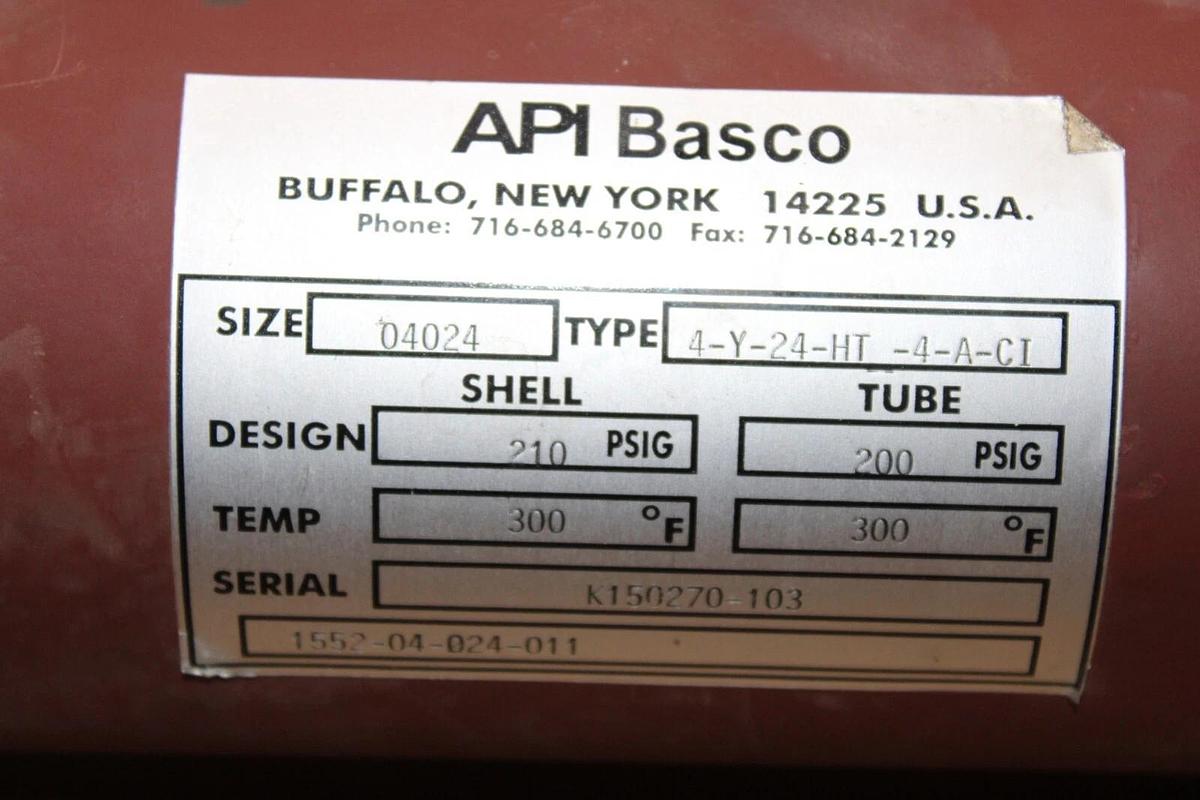 API Basco
BUFFALO, NEW YORK 14225 U.S.A.
Phone: 716-684-6700 Fax: 716-684-2129
SIZE 04024 TYPE 4-Y-24-HT -4-A-CI
SHELL TUBE
DESIGN 210 PSIG 200 PSIG
TEMP 300 °F 300 °F
SERIAL K150270-103
1552-04-024-011